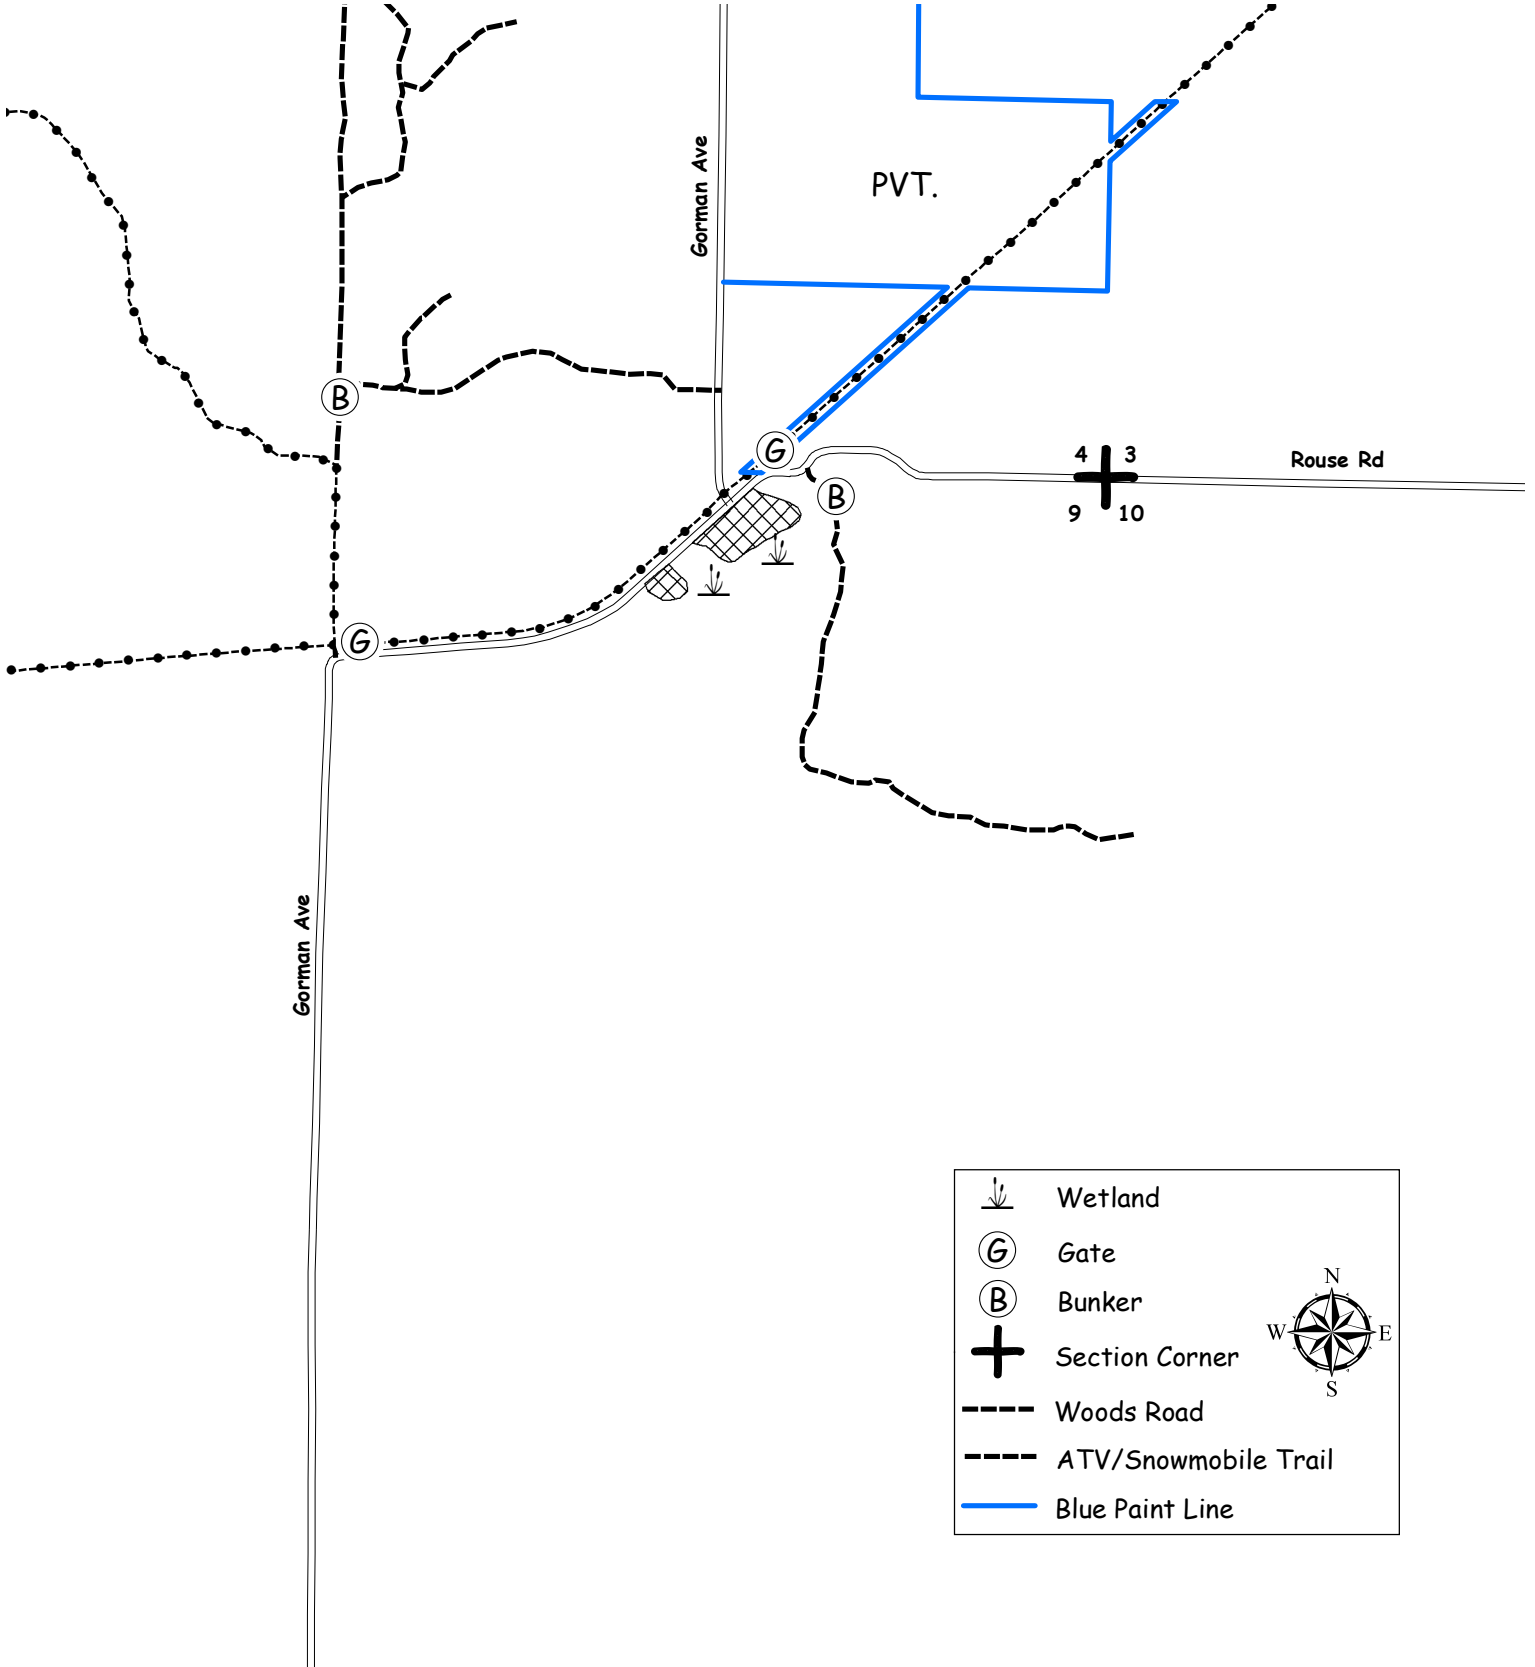 Gorman Ave
PVT.
B
G
B
4 3
9 10
Rouse Rd
G
Gorman Ave
Wetland
G Gate
B Bunker
Section Corner
Woods Road
ATV/Snowmobile Trail
Blue Paint Line
N
W E
S